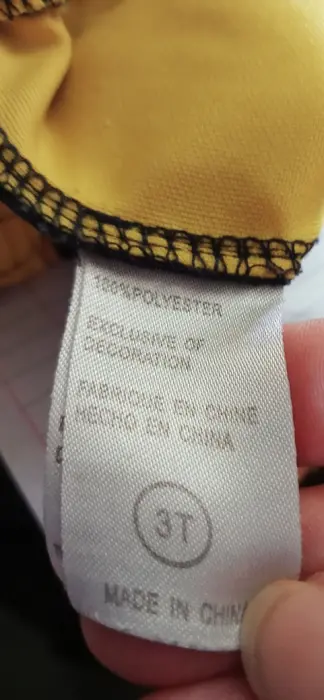 100%POLYESTER
EXCLUSIVE OF
DECORATION
FABRIQUE EN CHINE
HECHO EN CHINA
3T
MADE IN CHINA